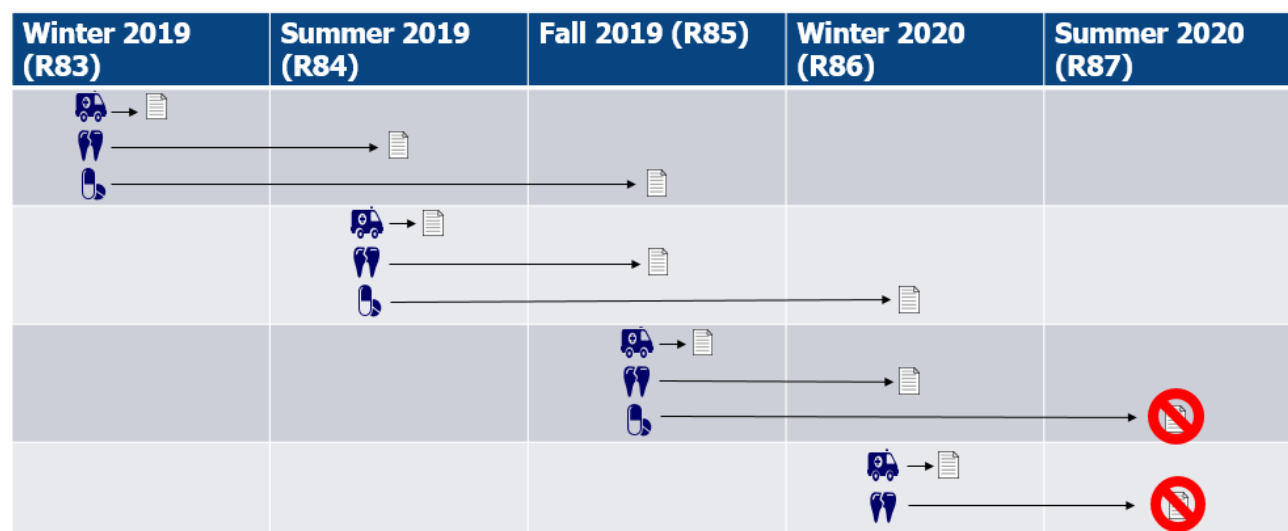 Winter 2019
(R83)
Summer 2019
(R84)
Fall 2019 (R85)
Winter 2020
(R86)
Summer 2020
(R87)